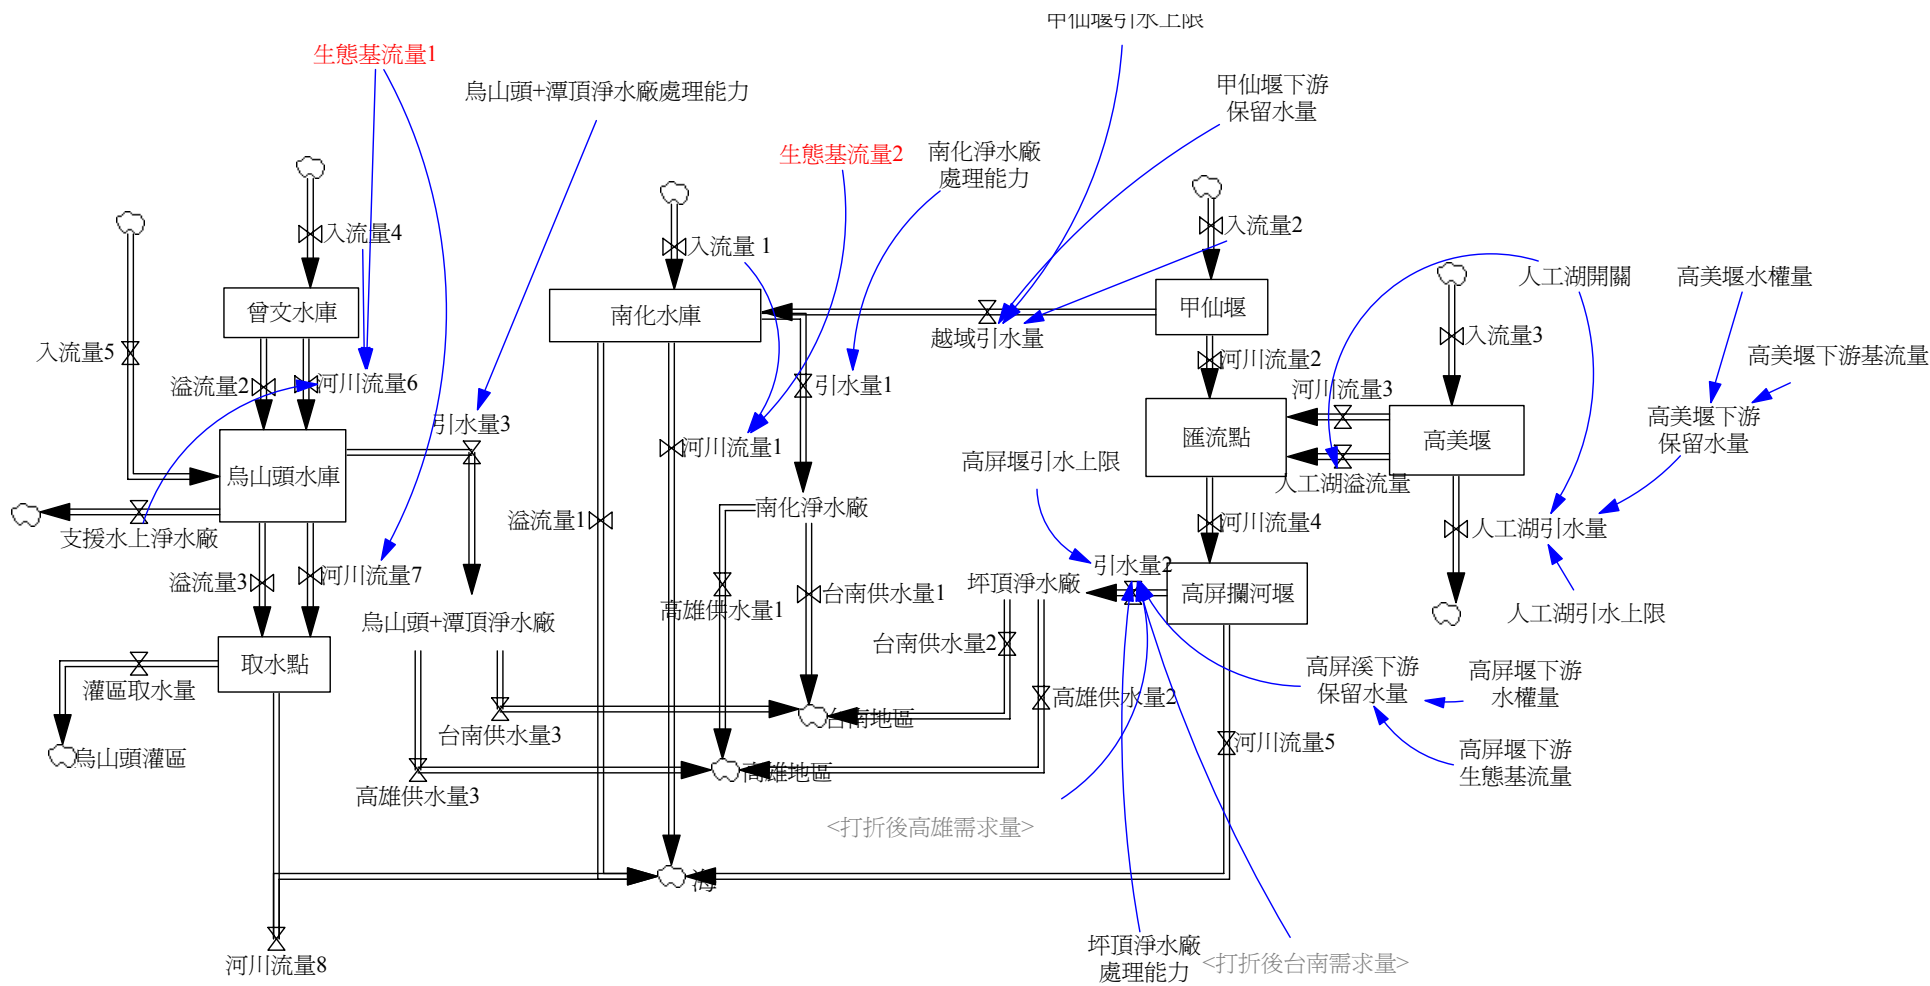 甲仙堰引水上限
生態基流量1
烏山頭+潭頂淨水廠處理能力
甲仙堰下游
保留水量
生態基流量2
南化淨水廠
處理能力
入流量4
入流量 1
入流量2
人工湖開關
高美堰水權量
曾文水庫
南化水庫
甲仙堰
越域引水量
入流量5
入流量3
高美堰下游基流量
溢流量2
河川流量6
引水量1
河川流量2
河川流量3
高美堰下游
保留水量
引水量3
河川流量1
匯流點
高美堰
烏山頭水庫
高屏堰引水上限
人工湖溢流量
支援水上淨水廠
溢流量1
南化淨水廠
河川流量4
人工湖引水量
溢流量3
河川流量7
引水量2
坪頂淨水廠
高屏攔河堰
高雄供水量1
台南供水量1
人工湖引水上限
烏山頭+潭頂淨水廠
台南供水量2
取水點
灌區取水量
高屏溪下游
保留水量
高屏堰下游
水權量
高雄供水量2
台南供水量3
台南地區
河川流量5
烏山頭灌區
高雄地區
高屏堰下游
生態基流量
高雄供水量3
<打折後高雄需求量>
海
河川流量8
坪頂淨水廠
處理能力
<打折後台南需求量>